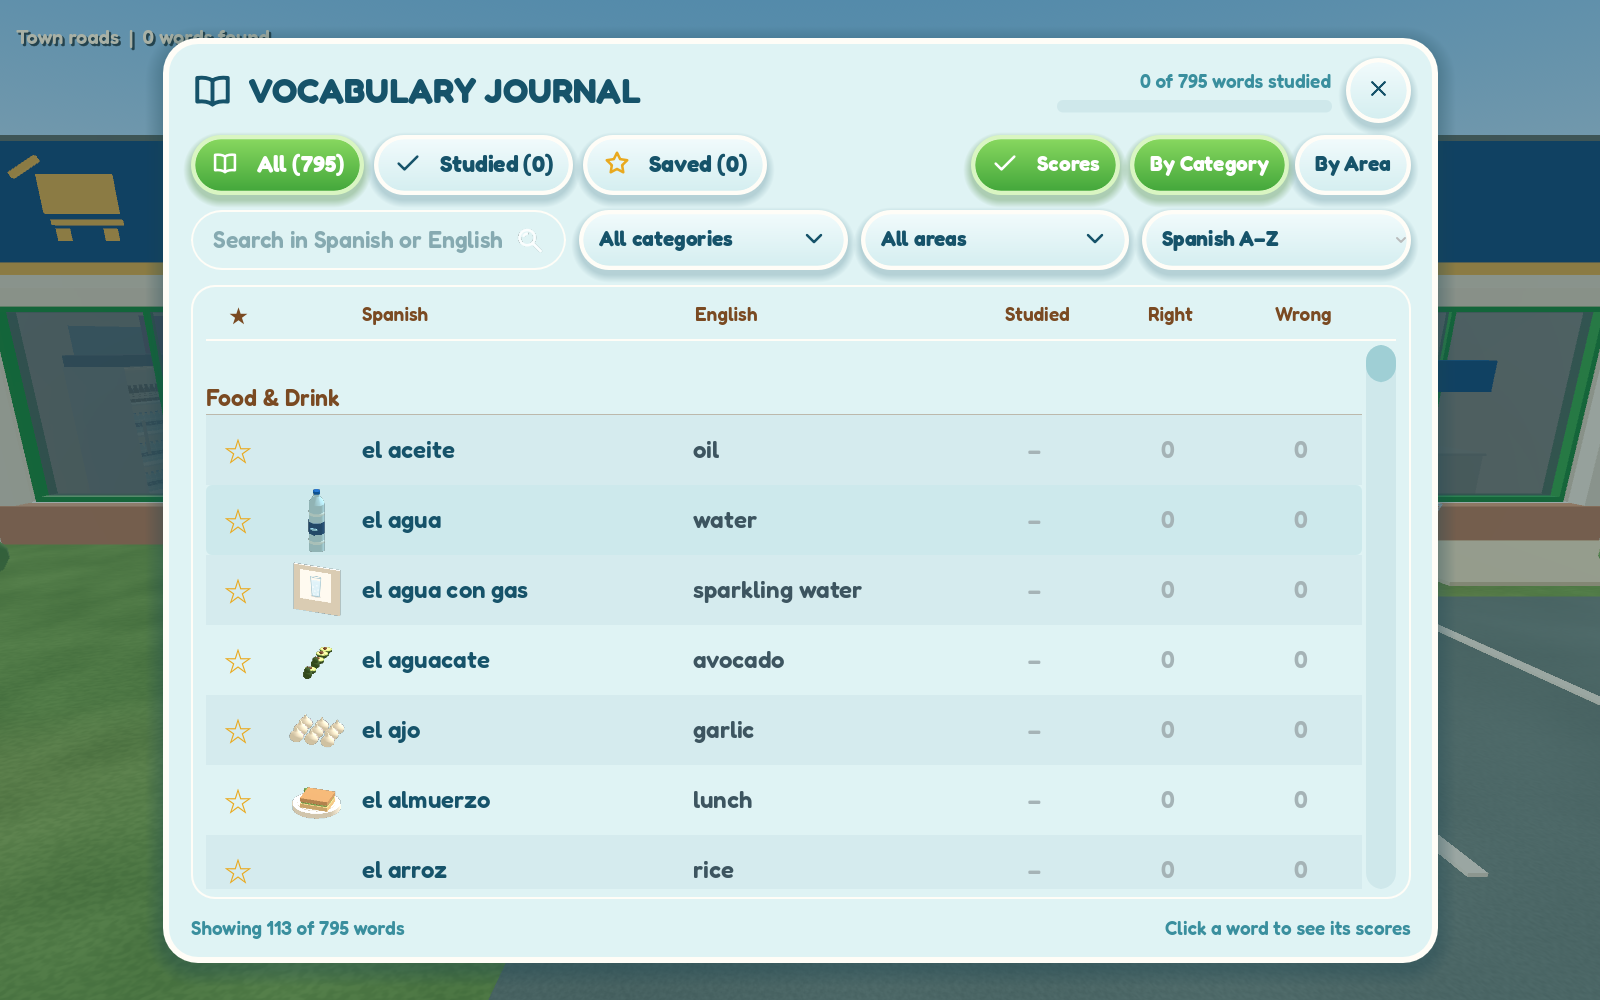 Town roads | 0 words found
VOCABULARY JOURNAL
0 of 795 words studied
All (795)
Studied (0)
Saved (0)
Scores
By Category
By Area
Search in Spanish or English
All categories
All areas
Spanish A–Z
★ Spanish English Studied Right Wrong
Food & Drink
el aceite oil – 0 0
el agua water – 0 0
el agua con gas sparkling water – 0 0
el aguacate avocado – 0 0
el ajo garlic – 0 0
el almuerzo lunch – 0 0
el arroz rice – 0 0
Showing 113 of 795 words
Click a word to see its scores